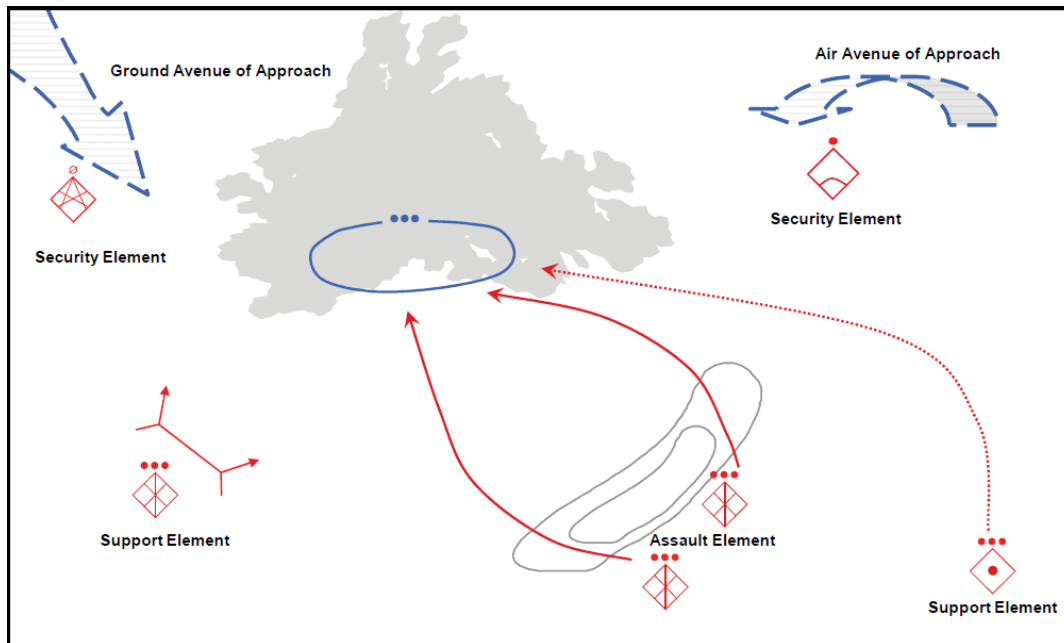 Ground Avenue of Approach
Air Avenue of Approach
Security Element
Security Element
Support Element
Assault Element
Support Element